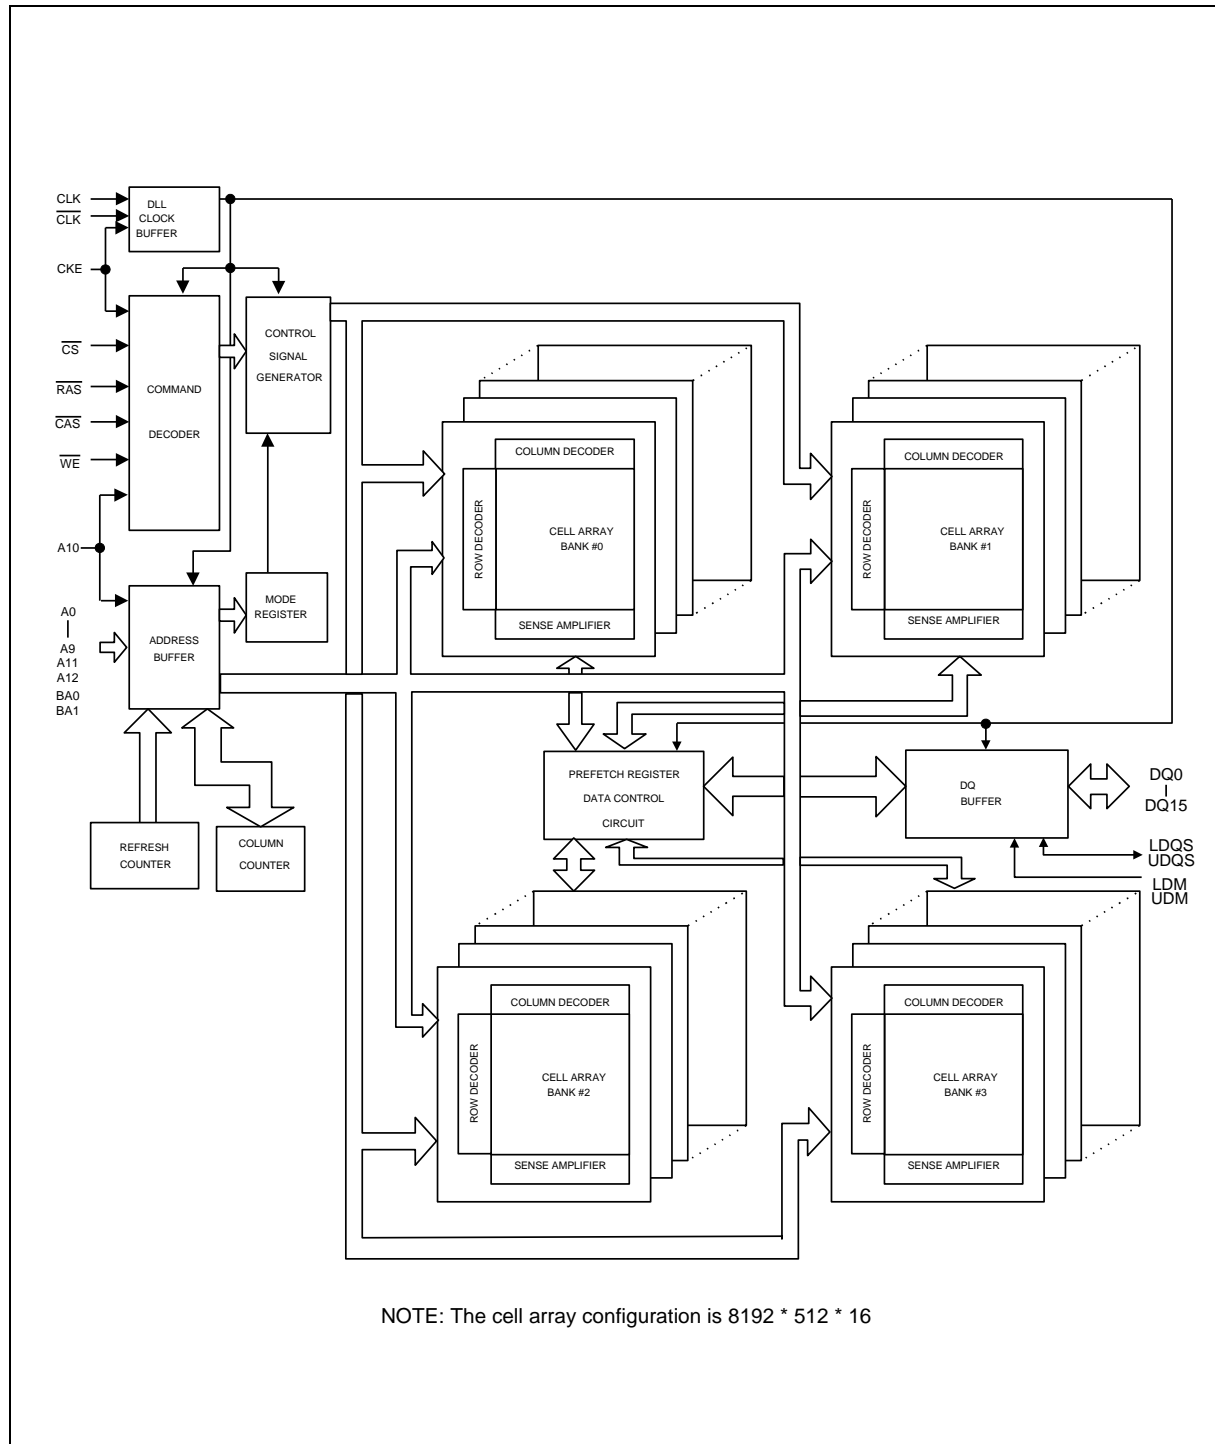 CLK
CLK
CKE
CS
RAS
CAS
WE
A10
A0
A9
A11
A12
BA0
BA1
DLL
CLOCK
BUFFER
COMMAND
DECODER
CONTROL
SIGNAL
GENERATOR
MODE
REGISTER
ADDRESS
BUFFER
REFRESH
COUNTER
COLUMN
COUNTER
COLUMN DECODER
ROW DECODER
CELL ARRAY
BANK #0
SENSE AMPLIFIER
COLUMN DECODER
ROW DECODER
CELL ARRAY
BANK #1
SENSE AMPLIFIER
PREFETCH REGISTER
DATA CONTROL
CIRCUIT
DQ
BUFFER
DQ0
DQ15
LDQS
UDQS
LDM
UDM
COLUMN DECODER
ROW DECODER
CELL ARRAY
BANK #2
SENSE AMPLIFIER
COLUMN DECODER
ROW DECODER
CELL ARRAY
BANK #3
SENSE AMPLIFIER
NOTE: The cell array configuration is 8192 * 512 * 16